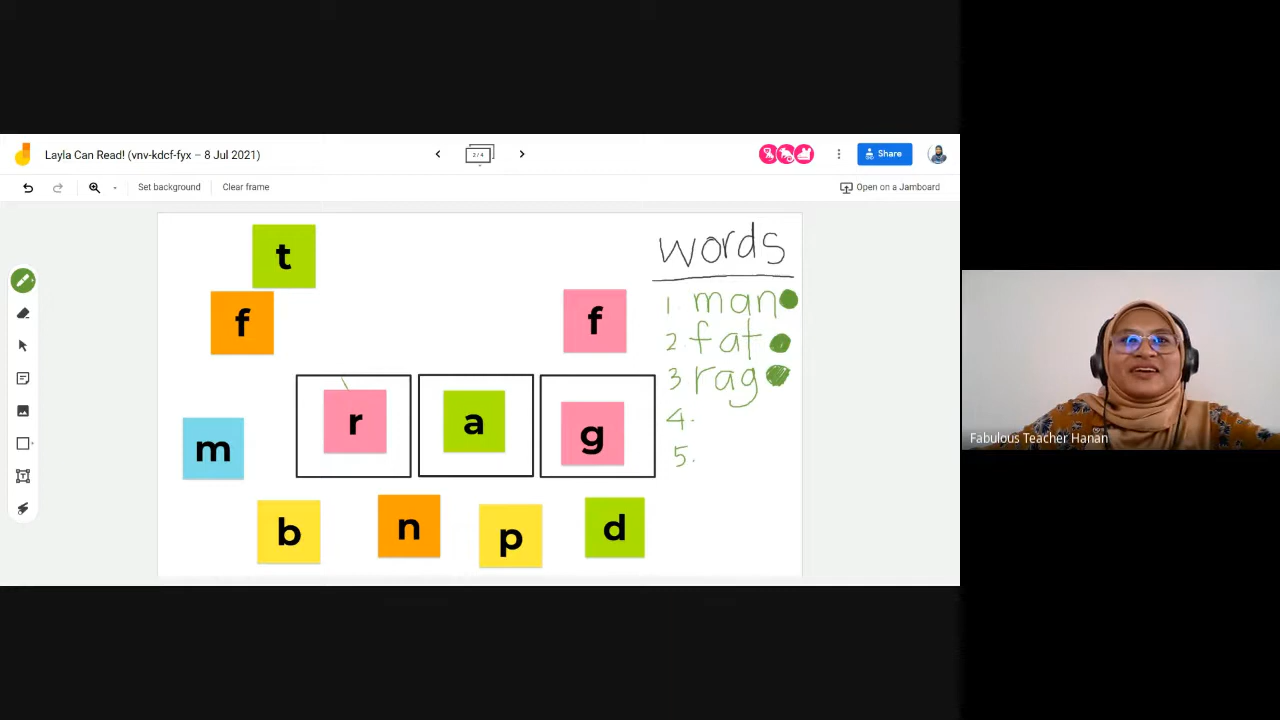 Layla Can Read! (vnv-kdcf-fyx – 8 Jul 2021)
2 / 4
Share
Set background
Clear frame
Open on a Jamboard
t
words
f
f
1. man
2 fat
3 rag
4.
5.
r a g
m
b n p d
Fabulous Teacher Hanan